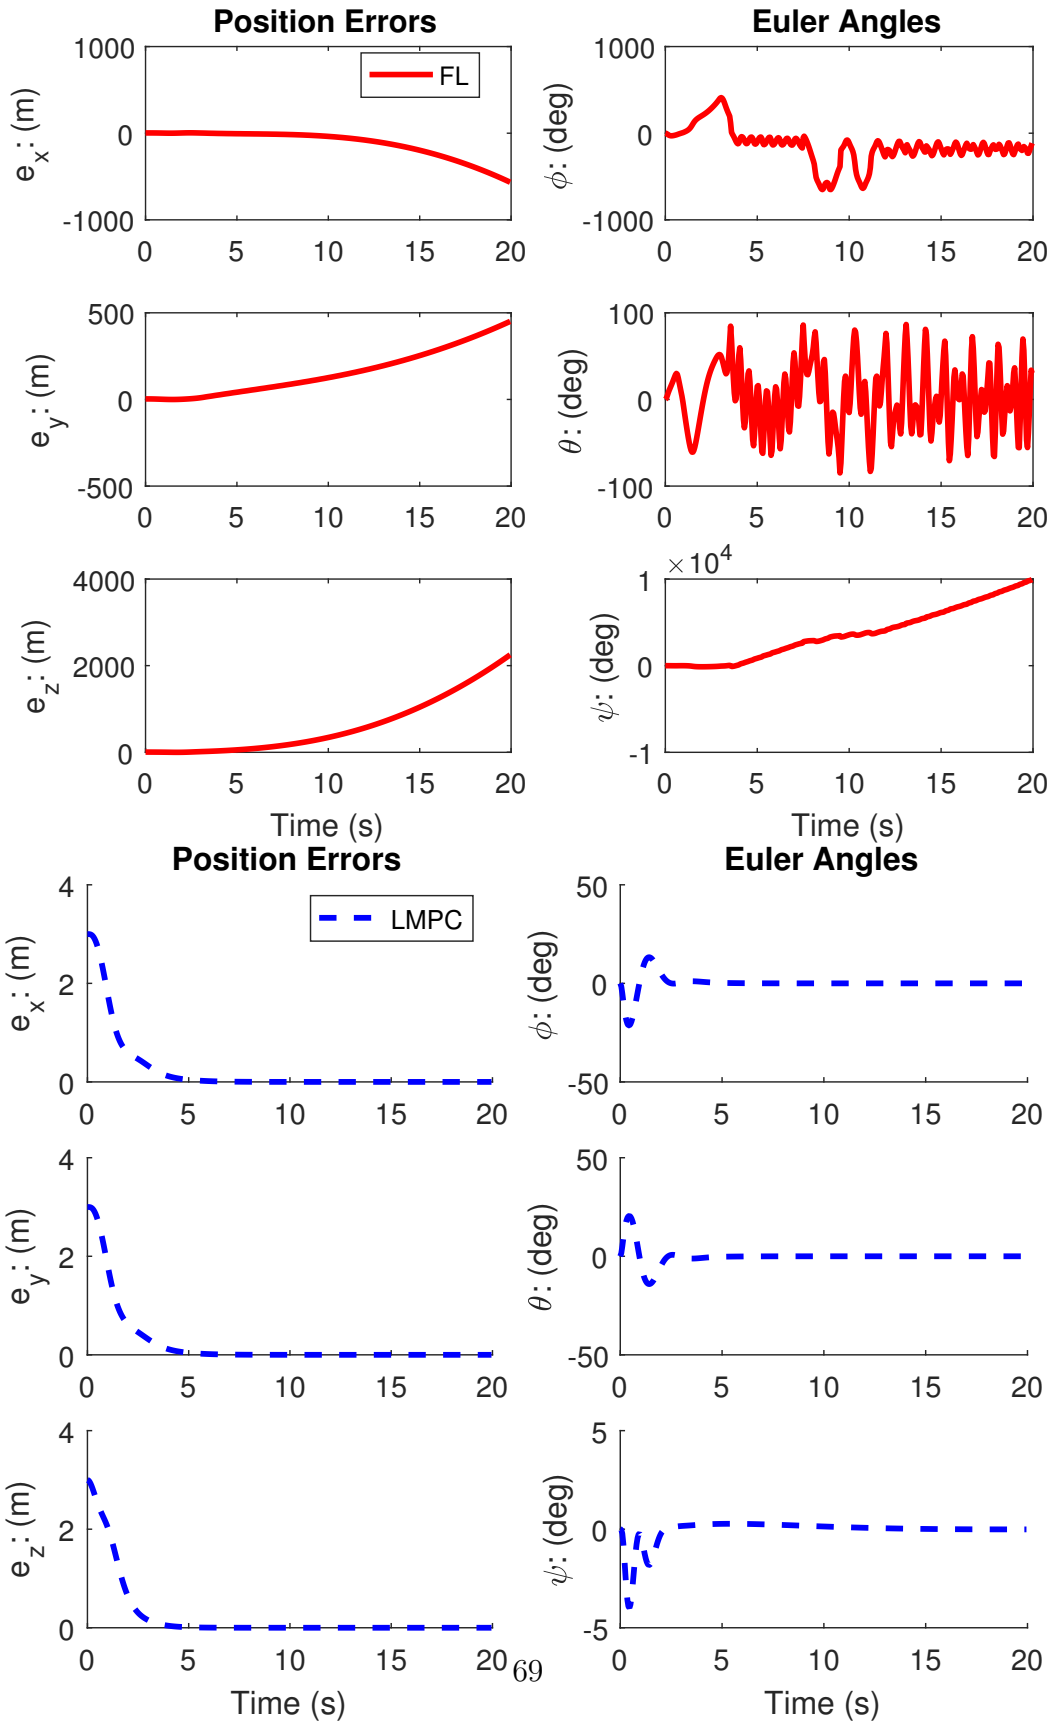 Position Errors
Euler Angles
1000
0
-1000
e_x: (m)
FL
0 5 10 15 20
1000
0
-1000
ϕ: (deg)
0 5 10 15 20
500
0
-500
e_y: (m)
0 5 10 15 20
100
0
-100
θ: (deg)
0 5 10 15 20
4000
2000
0
e_z: (m)
0 5 10 15 20
Time (s)
×10^4
1
0
-1
ψ: (deg)
0 5 10 15 20
Time (s)
Position Errors
Euler Angles
4
2
0
e_x: (m)
LMPC
0 5 10 15 20
50
0
-50
ϕ: (deg)
0 5 10 15 20
4
2
0
e_y: (m)
0 5 10 15 20
50
0
-50
θ: (deg)
0 5 10 15 20
4
2
0
e_z: (m)
0 5 10 15 20
Time (s)
5
0
-5
ψ: (deg)
0 5 10 15 20
Time (s)
69